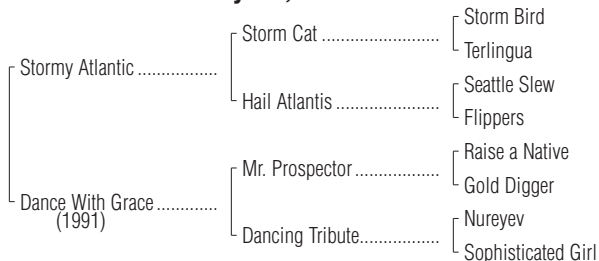 Storm Bird
Storm Cat ........................
Terlingua
Stormy Atlantic ................
Seattle Slew
Hail Atlantis .....................
Flippers
Raise a Native
Mr. Prospector .................
Gold Digger
Dance With Grace .............
(1991)
Nureyev
Dancing Tribute ................
Sophisticated Girl